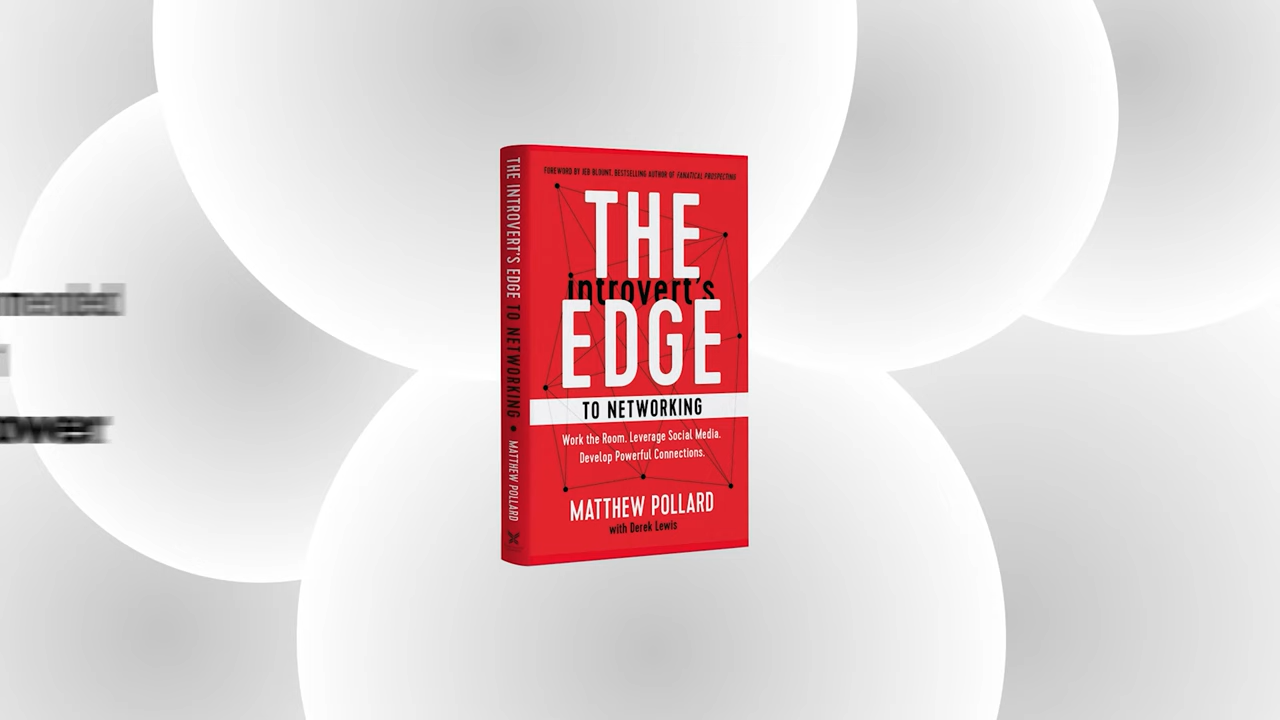 THE INTROVERT'S EDGE TO NETWORKING • MATTHEW POLLARD
FOREWORD BY JEB BLOUNT, BESTSELLING AUTHOR OF FANATICAL PROSPECTING
THE
introvert's
EDGE
TO NETWORKING
Work the Room. Leverage Social Media.
Develop Powerful Connections.
MATTHEW POLLARD
with Derek Lewis